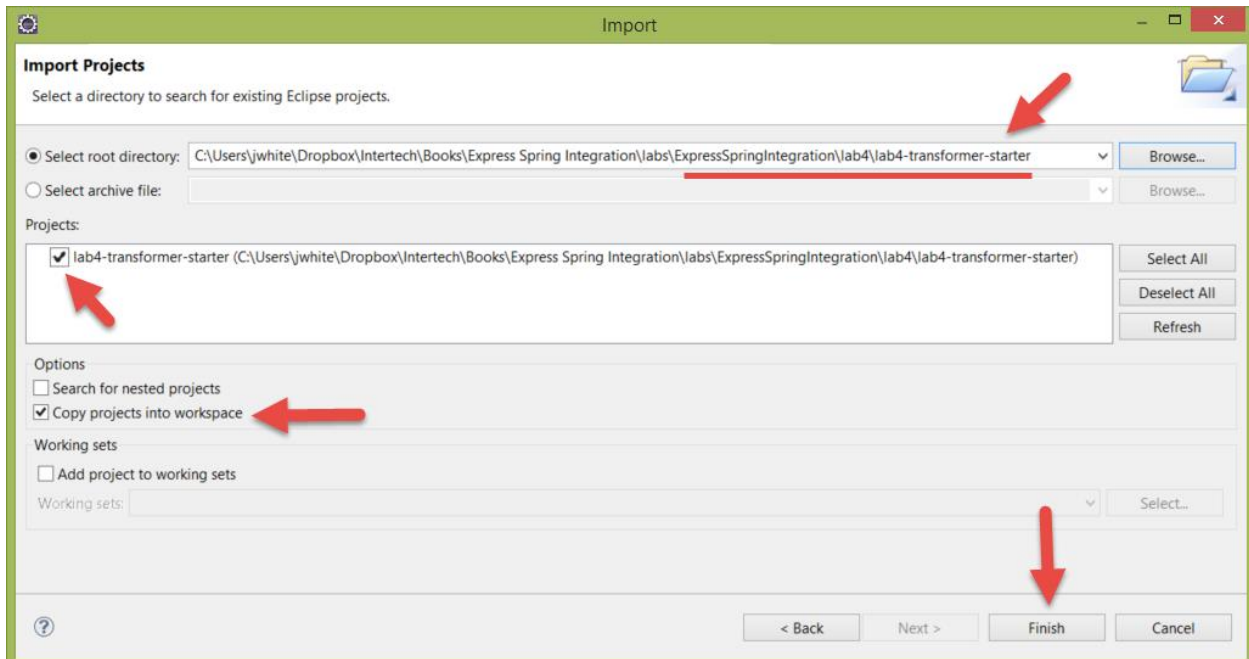 Import
Import Projects
Select a directory to search for existing Eclipse projects.
Select root directory: C:\Users\jwhite\Dropbox\Intertech\Books\Express Spring Integration\labs\ExpressSpringIntegration\lab4\lab4-transformer-starter Browse...
Select archive file: Browse...
Projects:
lab4-transformer-starter (C:\Users\jwhite\Dropbox\Intertech\Books\Express Spring Integration\labs\ExpressSpringIntegration\lab4\lab4-transformer-starter) Select All
Deselect All
Refresh
Options
Search for nested projects
Copy projects into workspace
Working sets
Add project to working sets
Working sets: Select...
? < Back Next > Finish Cancel